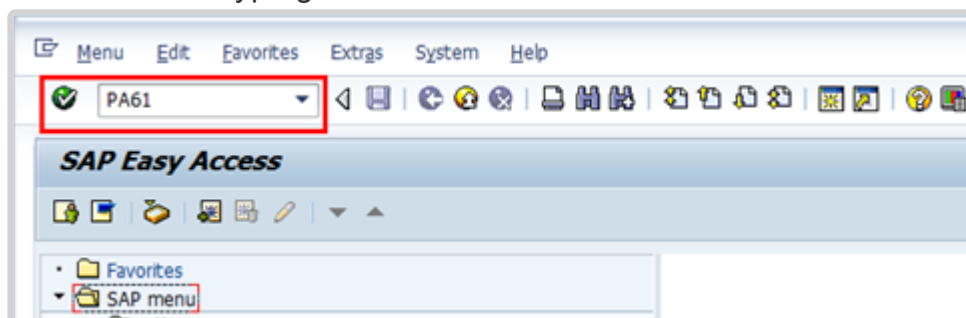 Menu Edit Favorites Extras System Help
PA61
SAP Easy Access
Favorites
SAP menu